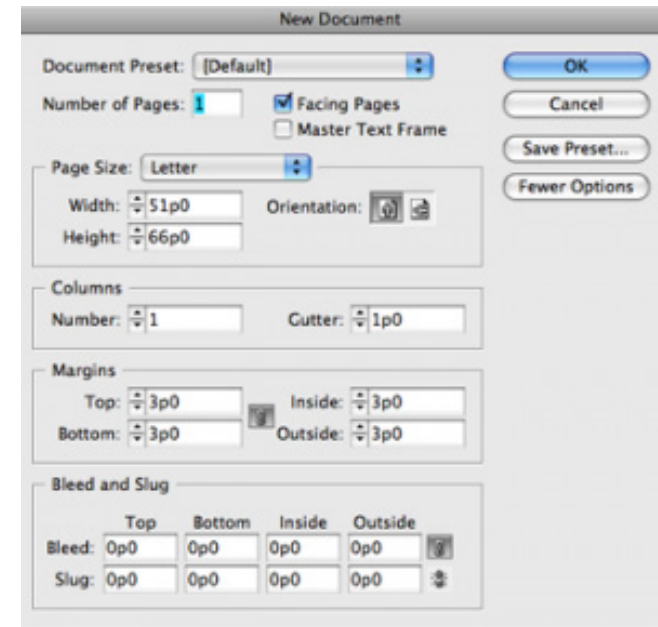 New Document
Document Preset: [Default]
OK
Number of Pages: 1
Facing Pages
Cancel
Master Text Frame
Save Preset...
Page Size: Letter
Fewer Options
Width: 51p0
Orientation:
Height: 66p0
Columns
Number: 1
Gutter: 1p0
Margins
Top: 3p0
Inside: 3p0
Bottom: 3p0
Outside: 3p0
Bleed and Slug
Top Bottom Inside Outside
Bleed: 0p0 0p0 0p0 0p0
Slug: 0p0 0p0 0p0 0p0